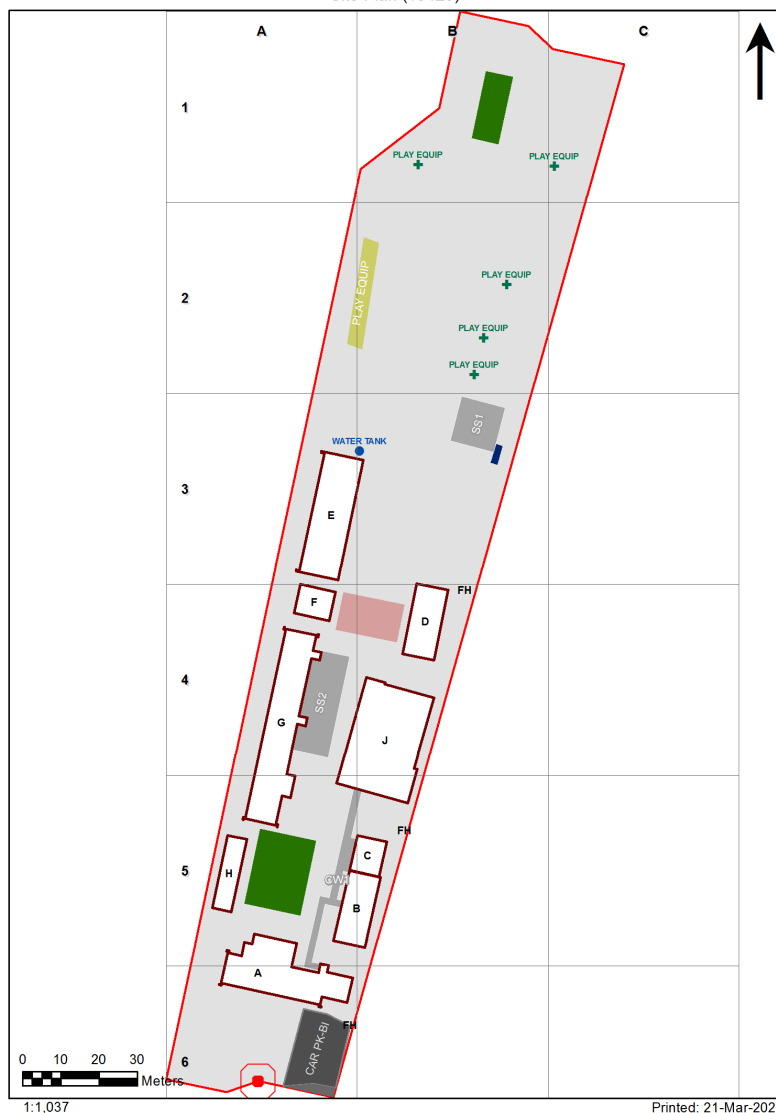 A B C
1
PLAY EQUIP PLAY EQUIP
2
PLAY EQUIP
PLAY EQUIP
PLAY EQUIP
PLAY EQUIP
SS1
WATER TANK
3
E
F
FH
D
4
SS2
G
J
FH
C
5
H
B
A
FH
CAR PK-BI
6
0 10 20 30
Meters
1:1,037
Printed: 21-Mar-202